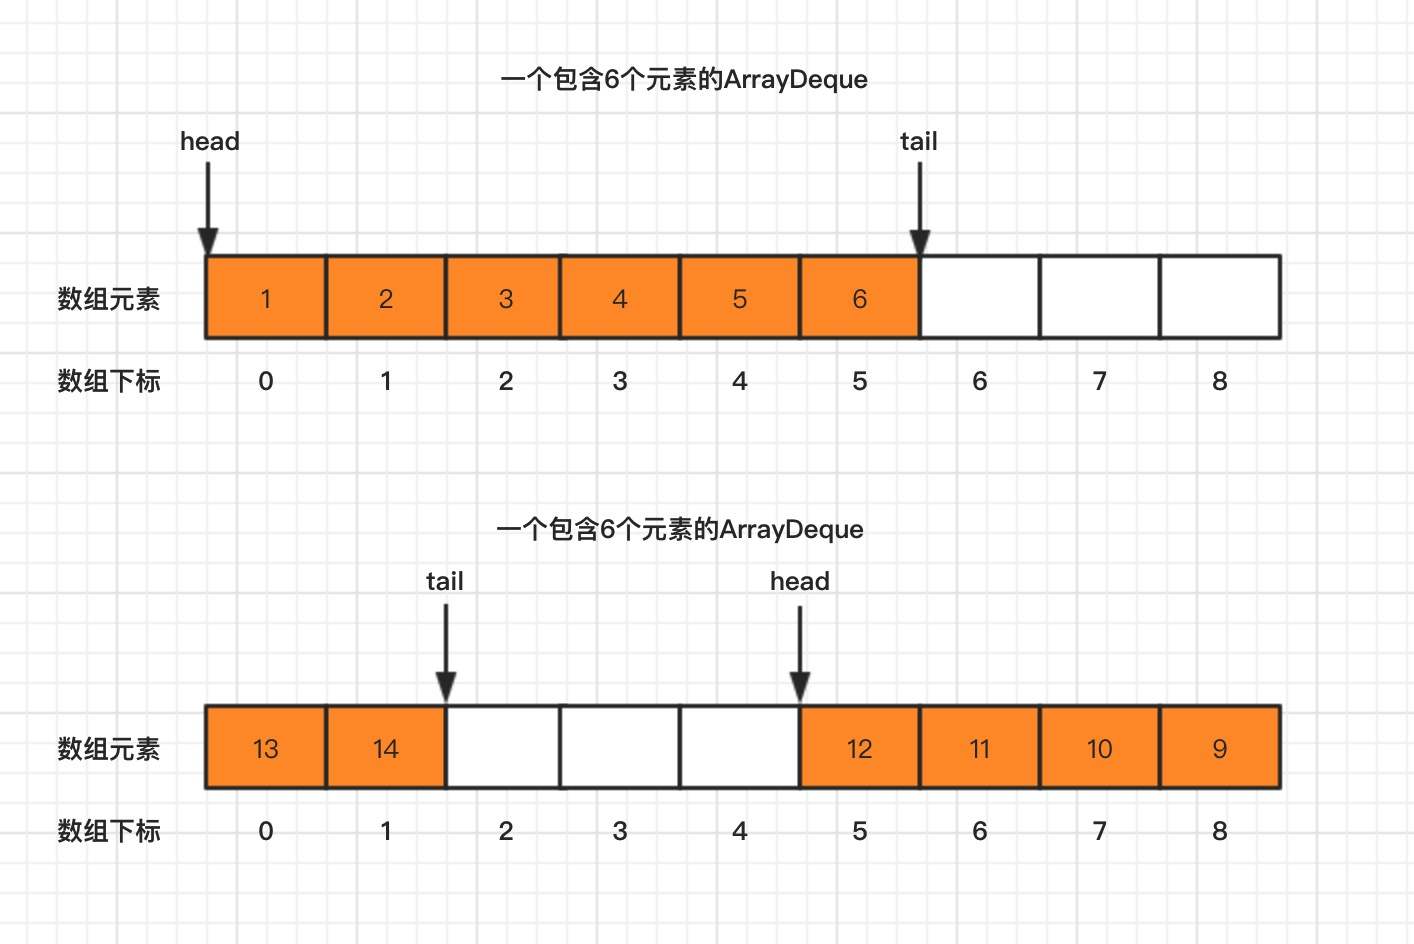 一个包含6个元素的ArrayDeque
head tail
数组元素 1 2 3 4 5 6
数组下标 0 1 2 3 4 5 6 7 8
一个包含6个元素的ArrayDeque
tail head
数组元素 13 14 12 11 10 9
数组下标 0 1 2 3 4 5 6 7 8